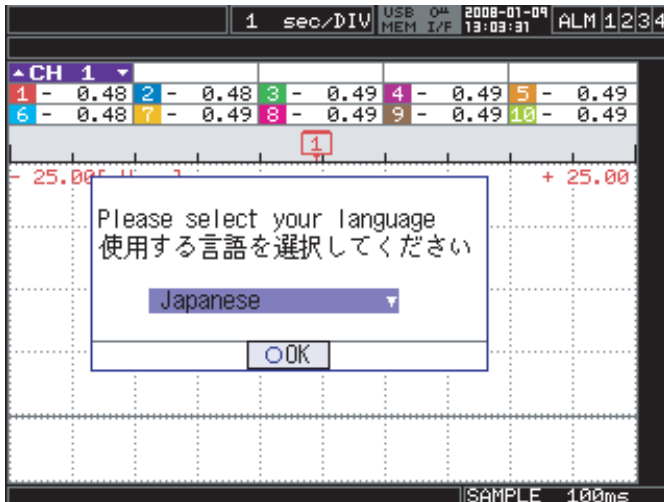 1 sec/DIV USB MEM I/F 2008-01-09 13:03:31 ALM 1 2 3 4
CH 1
1 - 0.48 2 - 0.48 3 - 0.49 4 - 0.49 5 - 0.49
6 - 0.48 7 - 0.49 8 - 0.49 9 - 0.49 10 - 0.49
1
- 25.00 + 25.00
Please select your language
使用する言語を選択してください
Japanese
OK
SAMPLE 100ms